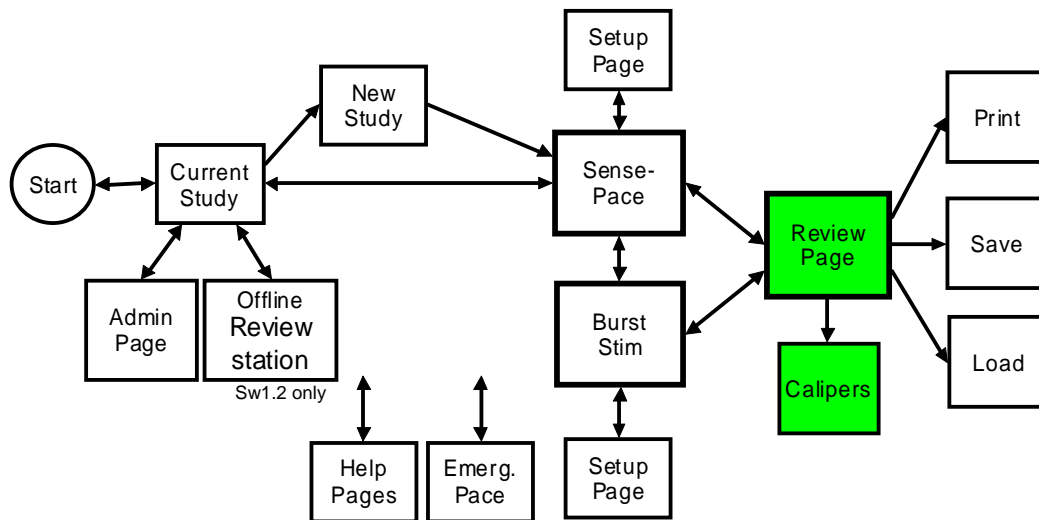 Setup
Page
New
Study
Print
Start
Current
Study
Sense-
Pace
Review
Page
Save
Admin
Page
Offline
Review
station
Sw1.2 only
Burst
Stim
Calipers
Load
Help
Pages
Emerg.
Pace
Setup
Page